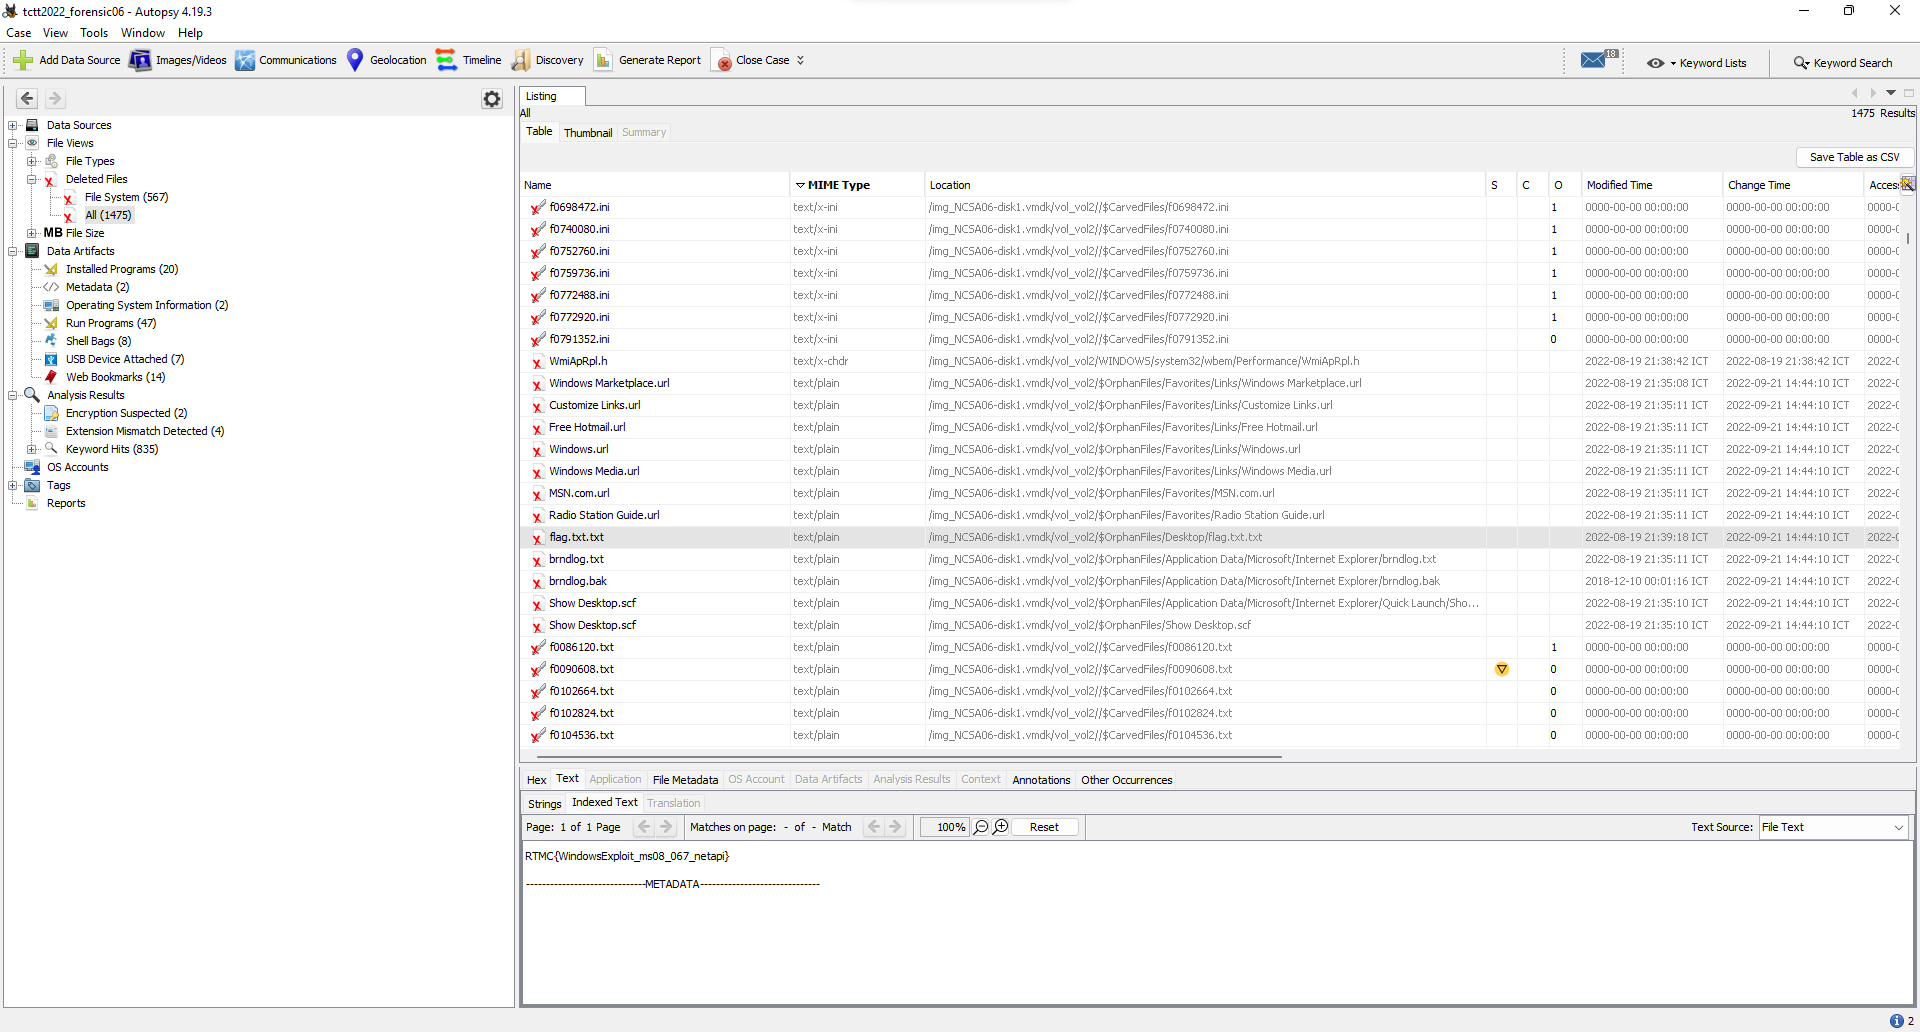 tctt2022_forensic06 - Autopsy 4.19.3
Case View Tools Window Help
Add Data Source Images/Videos Communications Geolocation Timeline Discovery Generate Report Close Case 18 Keyword Lists Keyword Search
Data Sources
File Views
File Types
Deleted Files
File System (567)
All (1475)
MB File Size
Data Artifacts
Installed Programs (20)
Metadata (2)
Operating System Information (2)
Run Programs (47)
Shell Bags (8)
USB Device Attached (7)
Web Bookmarks (14)
Analysis Results
Encryption Suspected (2)
Extension Mismatch Detected (4)
Keyword Hits (835)
OS Accounts
Tags
Reports
Listing
All 1475 Results
Table Thumbnail Summary
Save Table as CSV
Name MIME Type Location S C O Modified Time Change Time Acces
f0698472.ini text/x-ini /img_NCSA06-disk1.vmdk/vol_vol2//$CarvedFiles/f0698472.ini 1 0000-00-00 00:00:00 0000-00-00 00:00:00 0000-0
f0740080.ini text/x-ini /img_NCSA06-disk1.vmdk/vol_vol2//$CarvedFiles/f0740080.ini 1 0000-00-00 00:00:00 0000-00-00 00:00:00 0000-0
f0752760.ini text/x-ini /img_NCSA06-disk1.vmdk/vol_vol2//$CarvedFiles/f0752760.ini 1 0000-00-00 00:00:00 0000-00-00 00:00:00 0000-0
f0759736.ini text/x-ini /img_NCSA06-disk1.vmdk/vol_vol2//$CarvedFiles/f0759736.ini 1 0000-00-00 00:00:00 0000-00-00 00:00:00 0000-0
f0772488.ini text/x-ini /img_NCSA06-disk1.vmdk/vol_vol2//$CarvedFiles/f0772488.ini 1 0000-00-00 00:00:00 0000-00-00 00:00:00 0000-0
f0772920.ini text/x-ini /img_NCSA06-disk1.vmdk/vol_vol2//$CarvedFiles/f0772920.ini 1 0000-00-00 00:00:00 0000-00-00 00:00:00 0000-0
f0791352.ini text/x-ini /img_NCSA06-disk1.vmdk/vol_vol2//$CarvedFiles/f0791352.ini 0 0000-00-00 00:00:00 0000-00-00 00:00:00 0000-0
WmiApRpl.h text/x-chdr /img_NCSA06-disk1.vmdk/vol_vol2/WINDOWS/system32/wbem/Performance/WmiApRpl.h 2022-08-19 21:38:42 ICT 2022-08-19 21:38:42 ICT 2022-0
Windows Marketplace.url text/plain /img_NCSA06-disk1.vmdk/vol_vol2/$OrphanFiles/Favorites/Links/Windows Marketplace.url 2022-08-19 21:35:08 ICT 2022-09-21 14:44:10 ICT 2022-0
Customize Links.url text/plain /img_NCSA06-disk1.vmdk/vol_vol2/$OrphanFiles/Favorites/Links/Customize Links.url 2022-08-19 21:35:11 ICT 2022-09-21 14:44:10 ICT 2022-0
Free Hotmail.url text/plain /img_NCSA06-disk1.vmdk/vol_vol2/$OrphanFiles/Favorites/Links/Free Hotmail.url 2022-08-19 21:35:11 ICT 2022-09-21 14:44:10 ICT 2022-0
Windows.url text/plain /img_NCSA06-disk1.vmdk/vol_vol2/$OrphanFiles/Favorites/Links/Windows.url 2022-08-19 21:35:11 ICT 2022-09-21 14:44:10 ICT 2022-0
Windows Media.url text/plain /img_NCSA06-disk1.vmdk/vol_vol2/$OrphanFiles/Favorites/Links/Windows Media.url 2022-08-19 21:35:11 ICT 2022-09-21 14:44:10 ICT 2022-0
MSN.com.url text/plain /img_NCSA06-disk1.vmdk/vol_vol2/$OrphanFiles/Favorites/MSN.com.url 2022-08-19 21:35:11 ICT 2022-09-21 14:44:10 ICT 2022-0
Radio Station Guide.url text/plain /img_NCSA06-disk1.vmdk/vol_vol2/$OrphanFiles/Favorites/Radio Station Guide.url 2022-08-19 21:35:11 ICT 2022-09-21 14:44:10 ICT 2022-0
flag.txt.txt text/plain /img_NCSA06-disk1.vmdk/vol_vol2/$OrphanFiles/Desktop/flag.txt.txt 2022-08-19 21:39:18 ICT 2022-09-21 14:44:10 ICT 2022-0
brndlog.txt text/plain /img_NCSA06-disk1.vmdk/vol_vol2/$OrphanFiles/Application Data/Microsoft/Internet Explorer/brndlog.txt 2022-08-19 21:35:11 ICT 2022-09-21 14:44:10 ICT 2022-0
brndlog.bak text/plain /img_NCSA06-disk1.vmdk/vol_vol2/$OrphanFiles/Application Data/Microsoft/Internet Explorer/brndlog.bak 2018-12-10 00:01:16 ICT 2022-09-21 14:44:10 ICT 2022-0
Show Desktop.scf text/plain /img_NCSA06-disk1.vmdk/vol_vol2/$OrphanFiles/Application Data/Microsoft/Internet Explorer/Quick Launch/Sho... 2022-08-19 21:35:10 ICT 2022-09-21 14:44:10 ICT 2022-0
Show Desktop.scf text/plain /img_NCSA06-disk1.vmdk/vol_vol2/$OrphanFiles/Show Desktop.scf 2022-08-19 21:35:10 ICT 2022-09-21 14:44:10 ICT 2022-0
f0086120.txt text/plain /img_NCSA06-disk1.vmdk/vol_vol2//$CarvedFiles/f0086120.txt 1 0000-00-00 00:00:00 0000-00-00 00:00:00 0000-0
f0090608.txt text/plain /img_NCSA06-disk1.vmdk/vol_vol2//$CarvedFiles/f0090608.txt 0 0000-00-00 00:00:00 0000-00-00 00:00:00 0000-0
f0102664.txt text/plain /img_NCSA06-disk1.vmdk/vol_vol2//$CarvedFiles/f0102664.txt 0 0000-00-00 00:00:00 0000-00-00 00:00:00 0000-0
f0102824.txt text/plain /img_NCSA06-disk1.vmdk/vol_vol2//$CarvedFiles/f0102824.txt 0 0000-00-00 00:00:00 0000-00-00 00:00:00 0000-0
f0104536.txt text/plain /img_NCSA06-disk1.vmdk/vol_vol2//$CarvedFiles/f0104536.txt 0 0000-00-00 00:00:00 0000-00-00 00:00:00 0000-0
Hex Text Application File Metadata OS Account Data Artifacts Analysis Results Context Annotations Other Occurrences
Strings Indexed Text Translation
Page: 1 of 1 Page Matches on page: - of - Match 100% Reset Text Source: File Text
RTMC{WindowsExploit_ms08_067_netapi}
------------------------------METADATA------------------------------
2